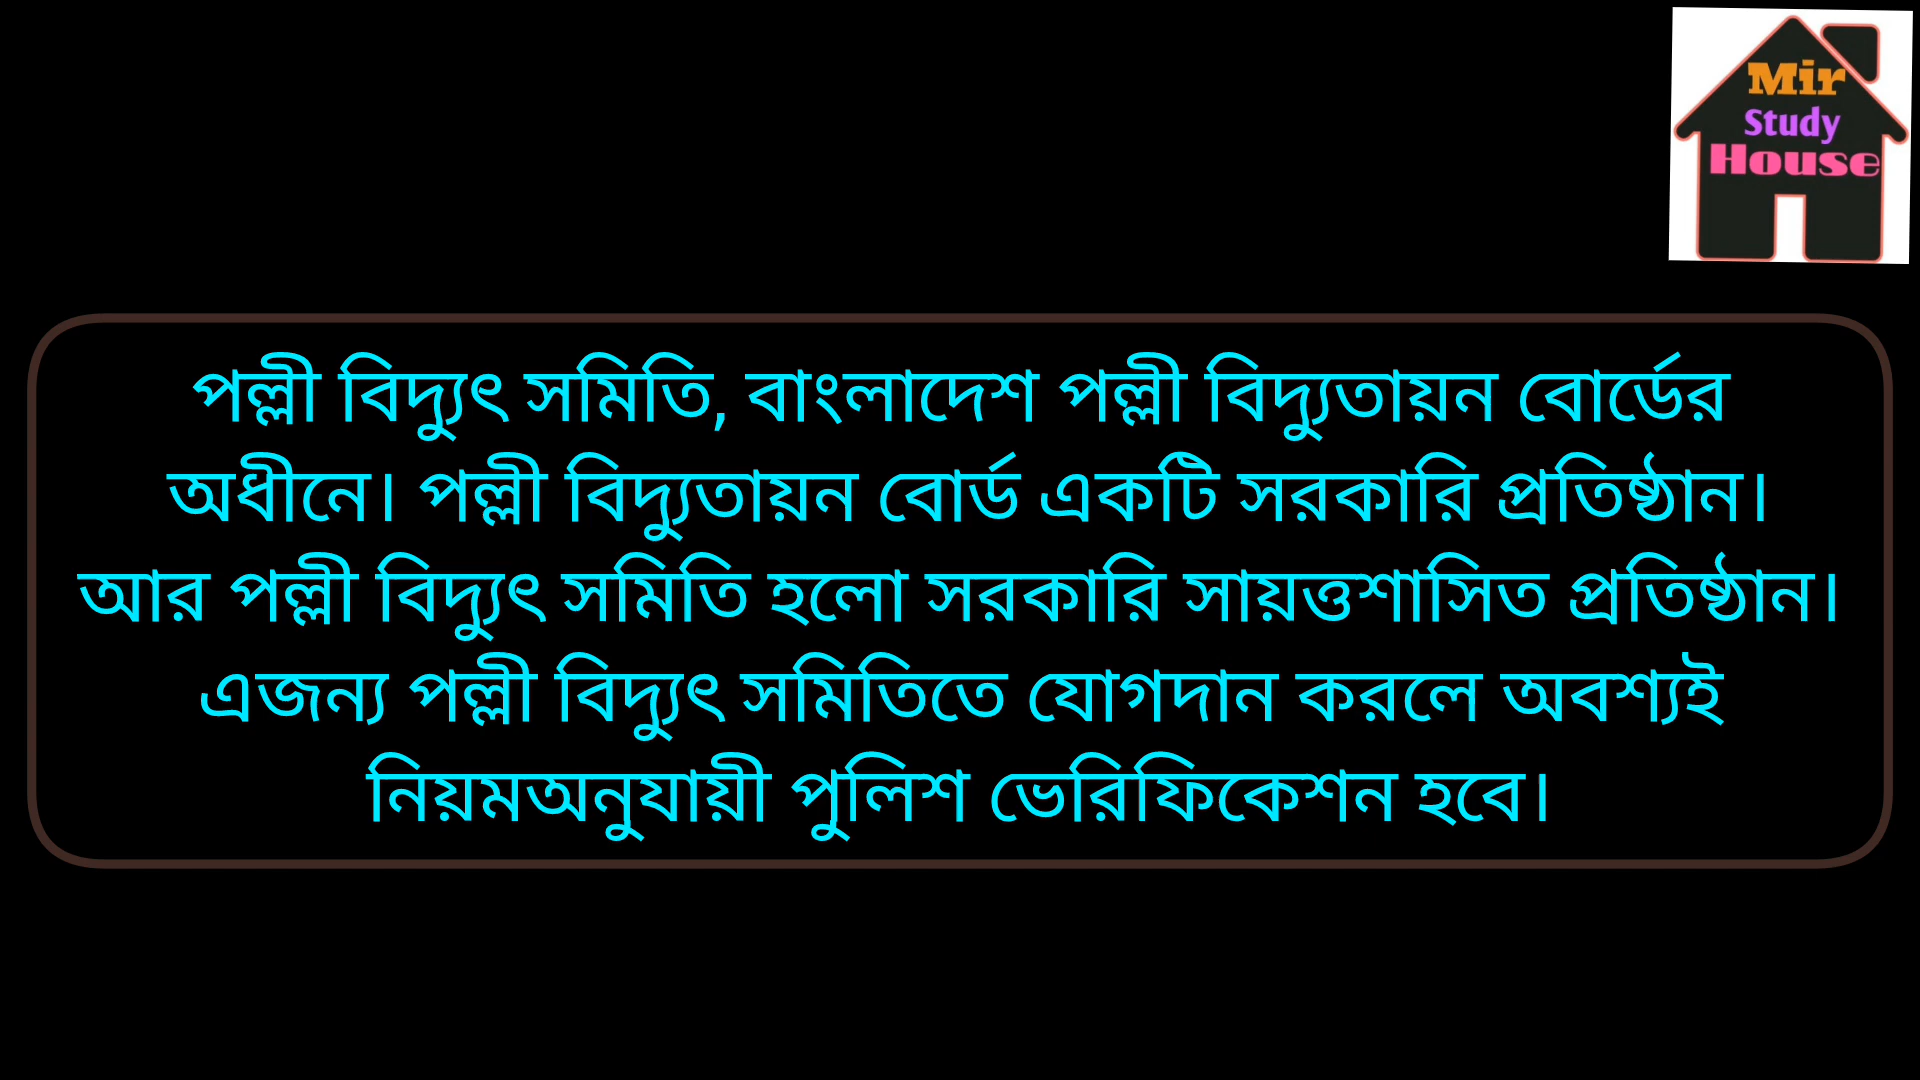 Mir
Study
House
পল্লী বিদ্যুৎ সমিতি, বাংলাদেশ পল্লী বিদ্যুতায়ন বোর্ডের
অধীনে। পল্লী বিদ্যুতায়ন বোর্ড একটি সরকারি প্রতিষ্ঠান।
আর পল্লী বিদ্যুৎ সমিতি হলো সরকারি সায়ত্তশাসিত প্রতিষ্ঠান।
এজন্য পল্লী বিদ্যুৎ সমিতিতে যোগদান করলে অবশ্যই
নিয়মঅনুযায়ী পুলিশ ভেরিফিকেশন হবে।